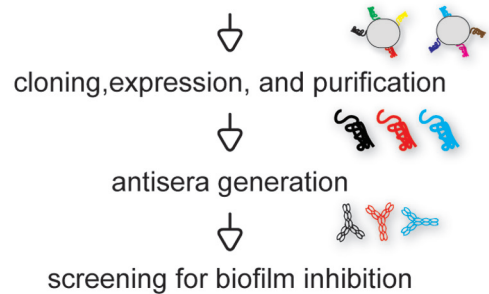 cloning,expression, and purification
antisera generation
screening for biofilm inhibition